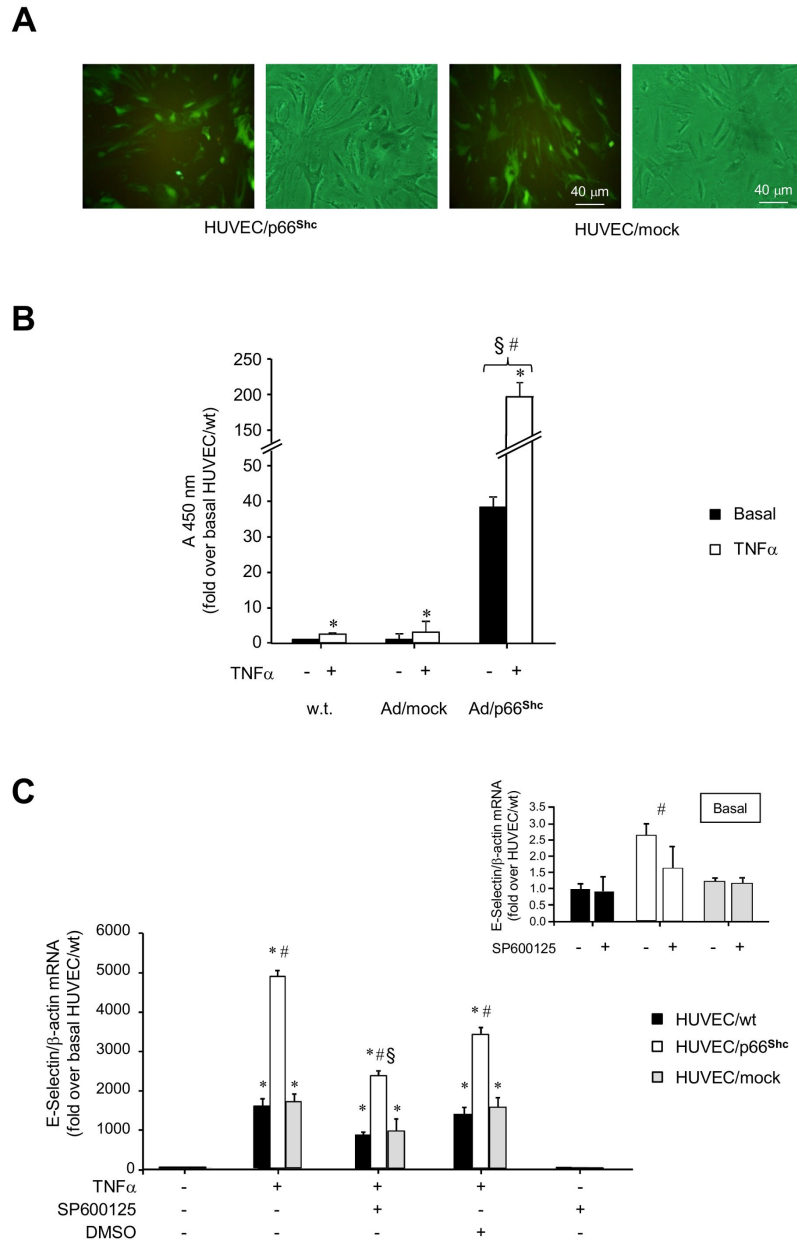 A
40 μm
40 μm
HUVEC/p66Shc
HUVEC/mock
B
§ #
*
250
200
150
50
40
30
20
10
0
A 450 nm
(fold over basal HUVEC/wt)
*
*
Basal
TNFα
TNFα - + - + - +
w.t. Ad/mock Ad/p66Shc
C
E-Selectin/β-actin mRNA
(fold over HUVEC/wt)
3.5
3.0
2.5
2.0
1.5
1.0
0.5
0.0
#
Basal
SP600125 - + - + - +
E-Selectin/β-actin mRNA
(fold over basal HUVEC/wt)
6000
5000
4000
3000
2000
1000
0
* #
*
*
*#§
*
*
* #
*
*
HUVEC/wt
HUVEC/p66Shc
HUVEC/mock
TNFα - + + + -
SP600125 - - + - +
DMSO - - - + -